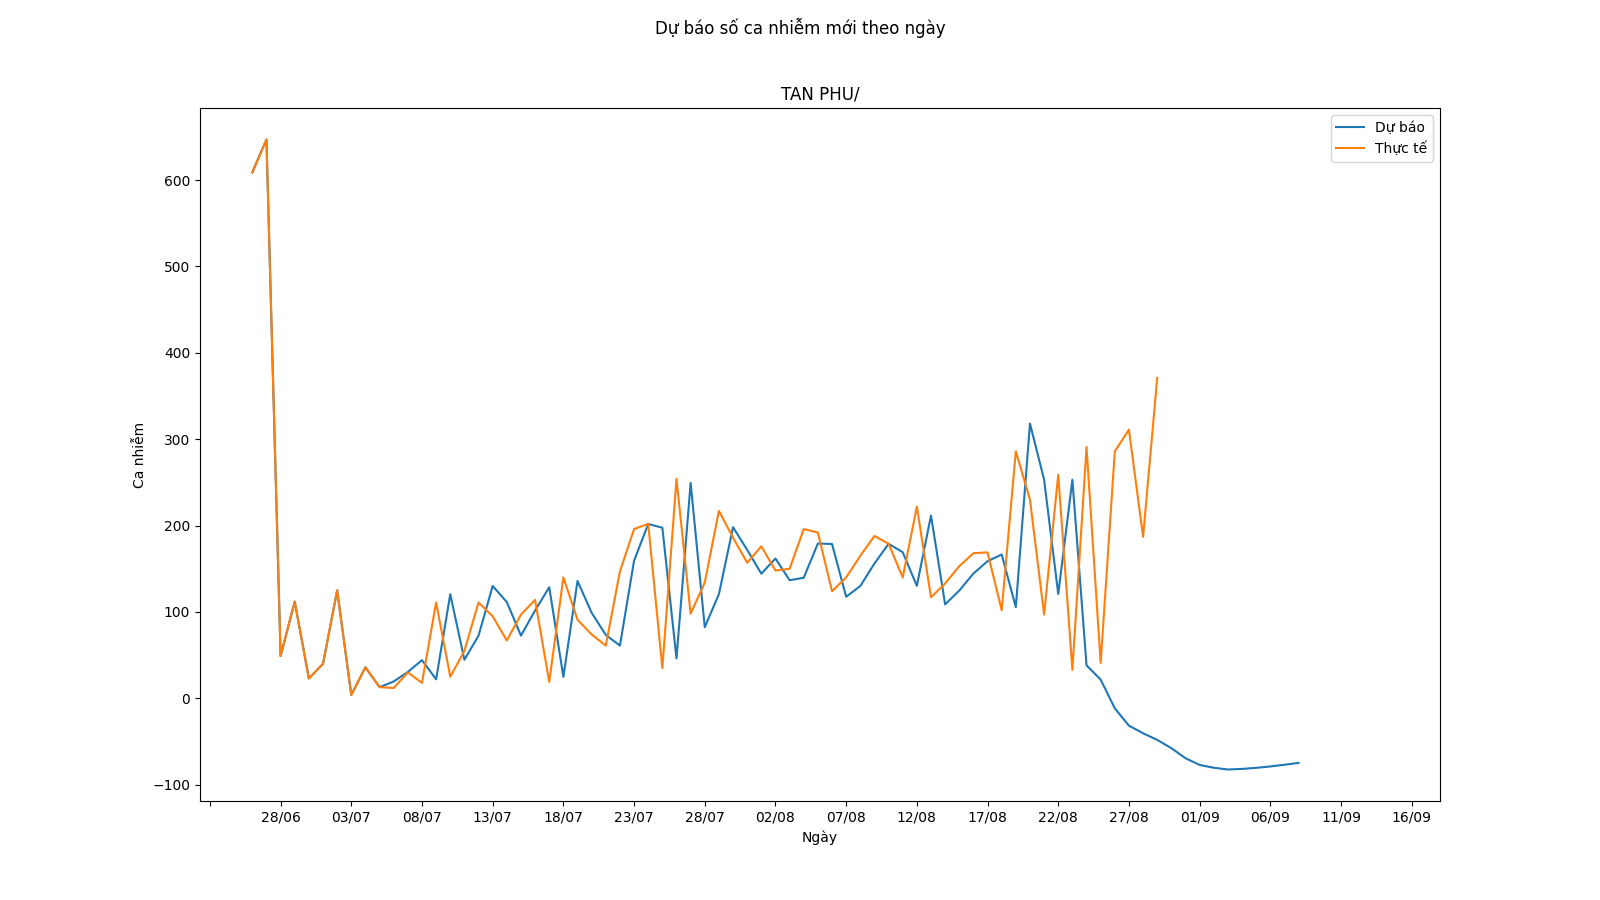 Dự báo số ca nhiễm mới theo ngày
TAN PHU/
Dự báo
Thực tế
Ca nhiễm
600
500
400
300
200
100
0
−100
28/06 03/07 08/07 13/07 18/07 23/07 28/07 02/08 07/08 12/08 17/08 22/08 27/08 01/09 06/09 11/09 16/09
Ngày